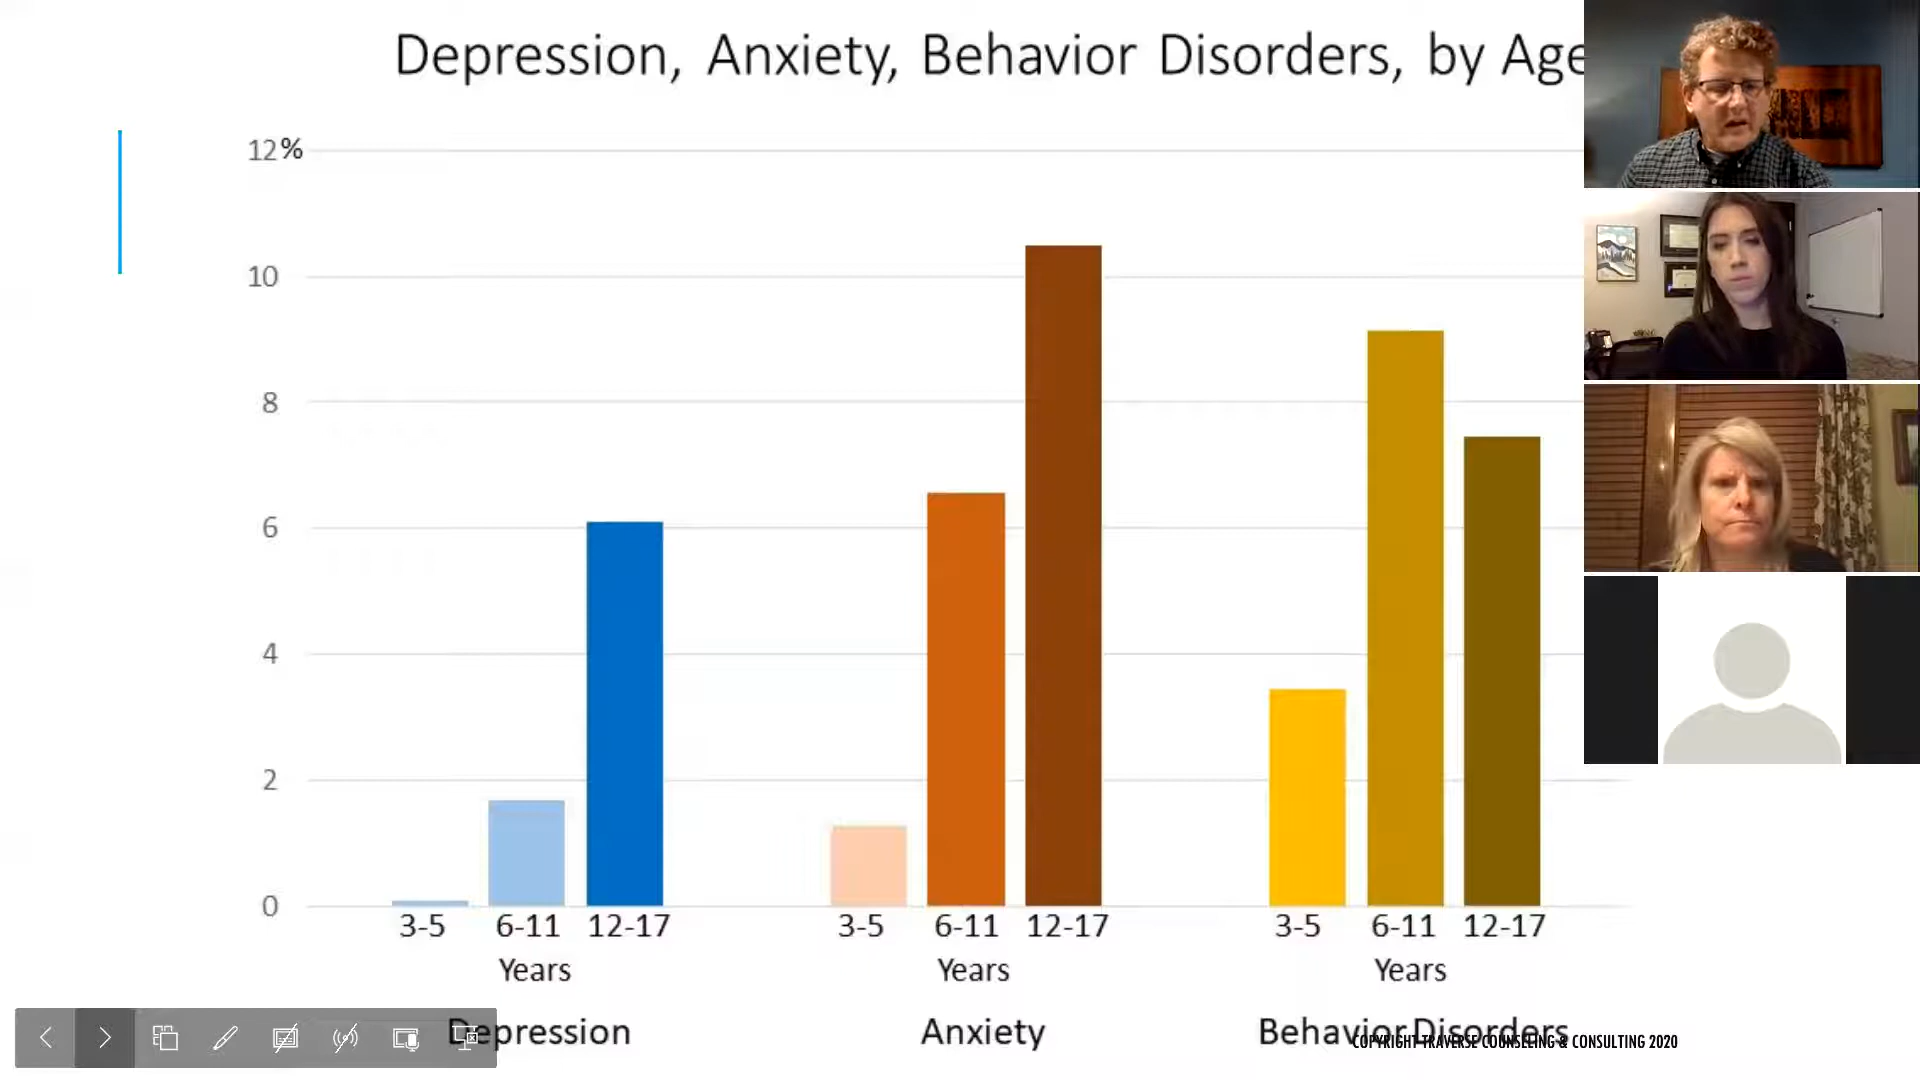 Depression, Anxiety, Behavior Disorders, by Age
12%
10
8
6
4
2
0
3-5 6-11 12-17 3-5 6-11 12-17 3-5 6-11 12-17
Years Years Years
Depression Anxiety Behavior Disorders
COPYRIGHT TRAVERSE COUNSELING & CONSULTING 2020